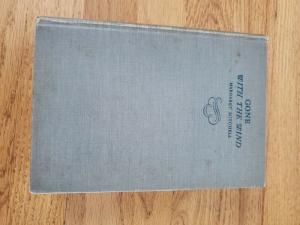 GONE
WITH THE WIND
MARGARET MITCHELL